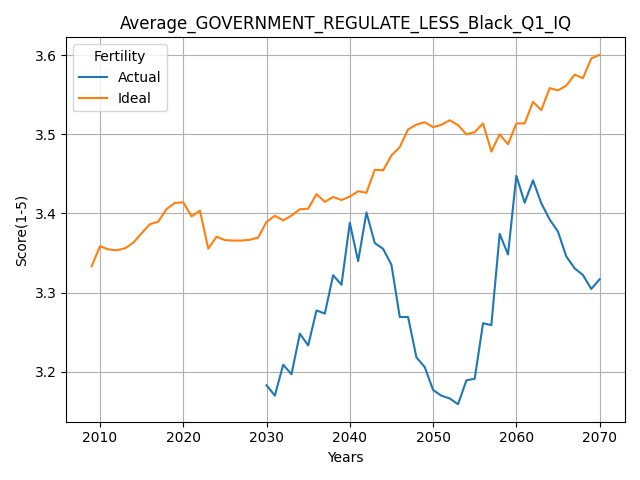 Average_GOVERNMENT_REGULATE_LESS_Black_Q1_IQ
Fertility
Actual
Ideal
Score(1-5)
3.6
3.5
3.4
3.3
3.2
2010 2020 2030 2040 2050 2060 2070
Years